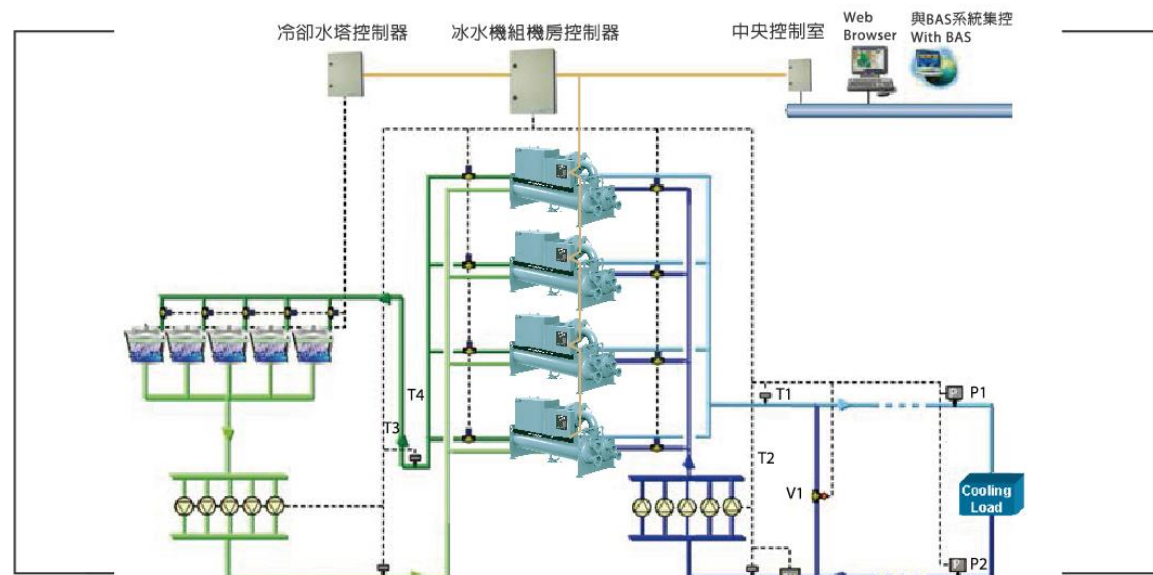 冷卻水塔控制器
冰水機組機房控制器
中央控制室
Web
Browser
與BAS系統集控
With BAS
T4
T3
T1
P1
T2
V1
Cooling
Load
P2